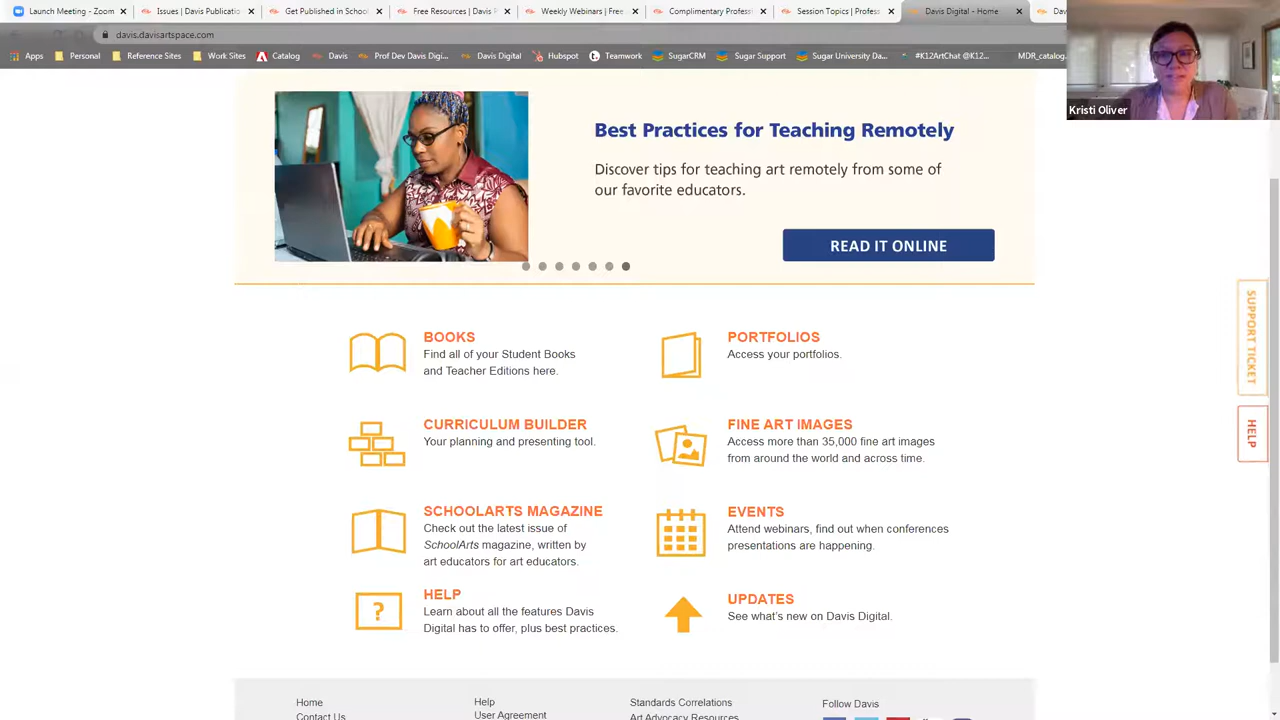 Launch Meeting - Zoom
Issues | Davis Publicatio
Get Published in School
Free Resources | Davis P
Weekly Webinars | Free
Complimentary Profess
Session Topics | Profes
Davis Digital - Home
Dav
davis.davisartspace.com
Apps
Personal
Reference Sites
Work Sites
Catalog
Davis
Prof Dev Davis Digi...
Davis Digital
Hubspot
Teamwork
SugarCRM
Sugar Support
Sugar University Da...
#K12ArtChat @K12...
MDR_catalog
Kristi Oliver
Best Practices for Teaching Remotely
Discover tips for teaching art remotely from some of
our favorite educators.
READ IT ONLINE
BOOKS
Find all of your Student Books
and Teacher Editions here.
PORTFOLIOS
Access your portfolios.
CURRICULUM BUILDER
Your planning and presenting tool.
FINE ART IMAGES
Access more than 35,000 fine art images
from around the world and across time.
SCHOOLARTS MAGAZINE
Check out the latest issue of
SchoolArts magazine, written by
art educators for art educators.
EVENTS
Attend webinars, find out when conferences
presentations are happening.
?
HELP
Learn about all the features Davis
Digital has to offer, plus best practices.
UPDATES
See what's new on Davis Digital.
SUPPORT TICKET
HELP
Home
Help
Standards Correlations
Follow Davis
Contact Us
User Agreement
Art Advocacy Resources